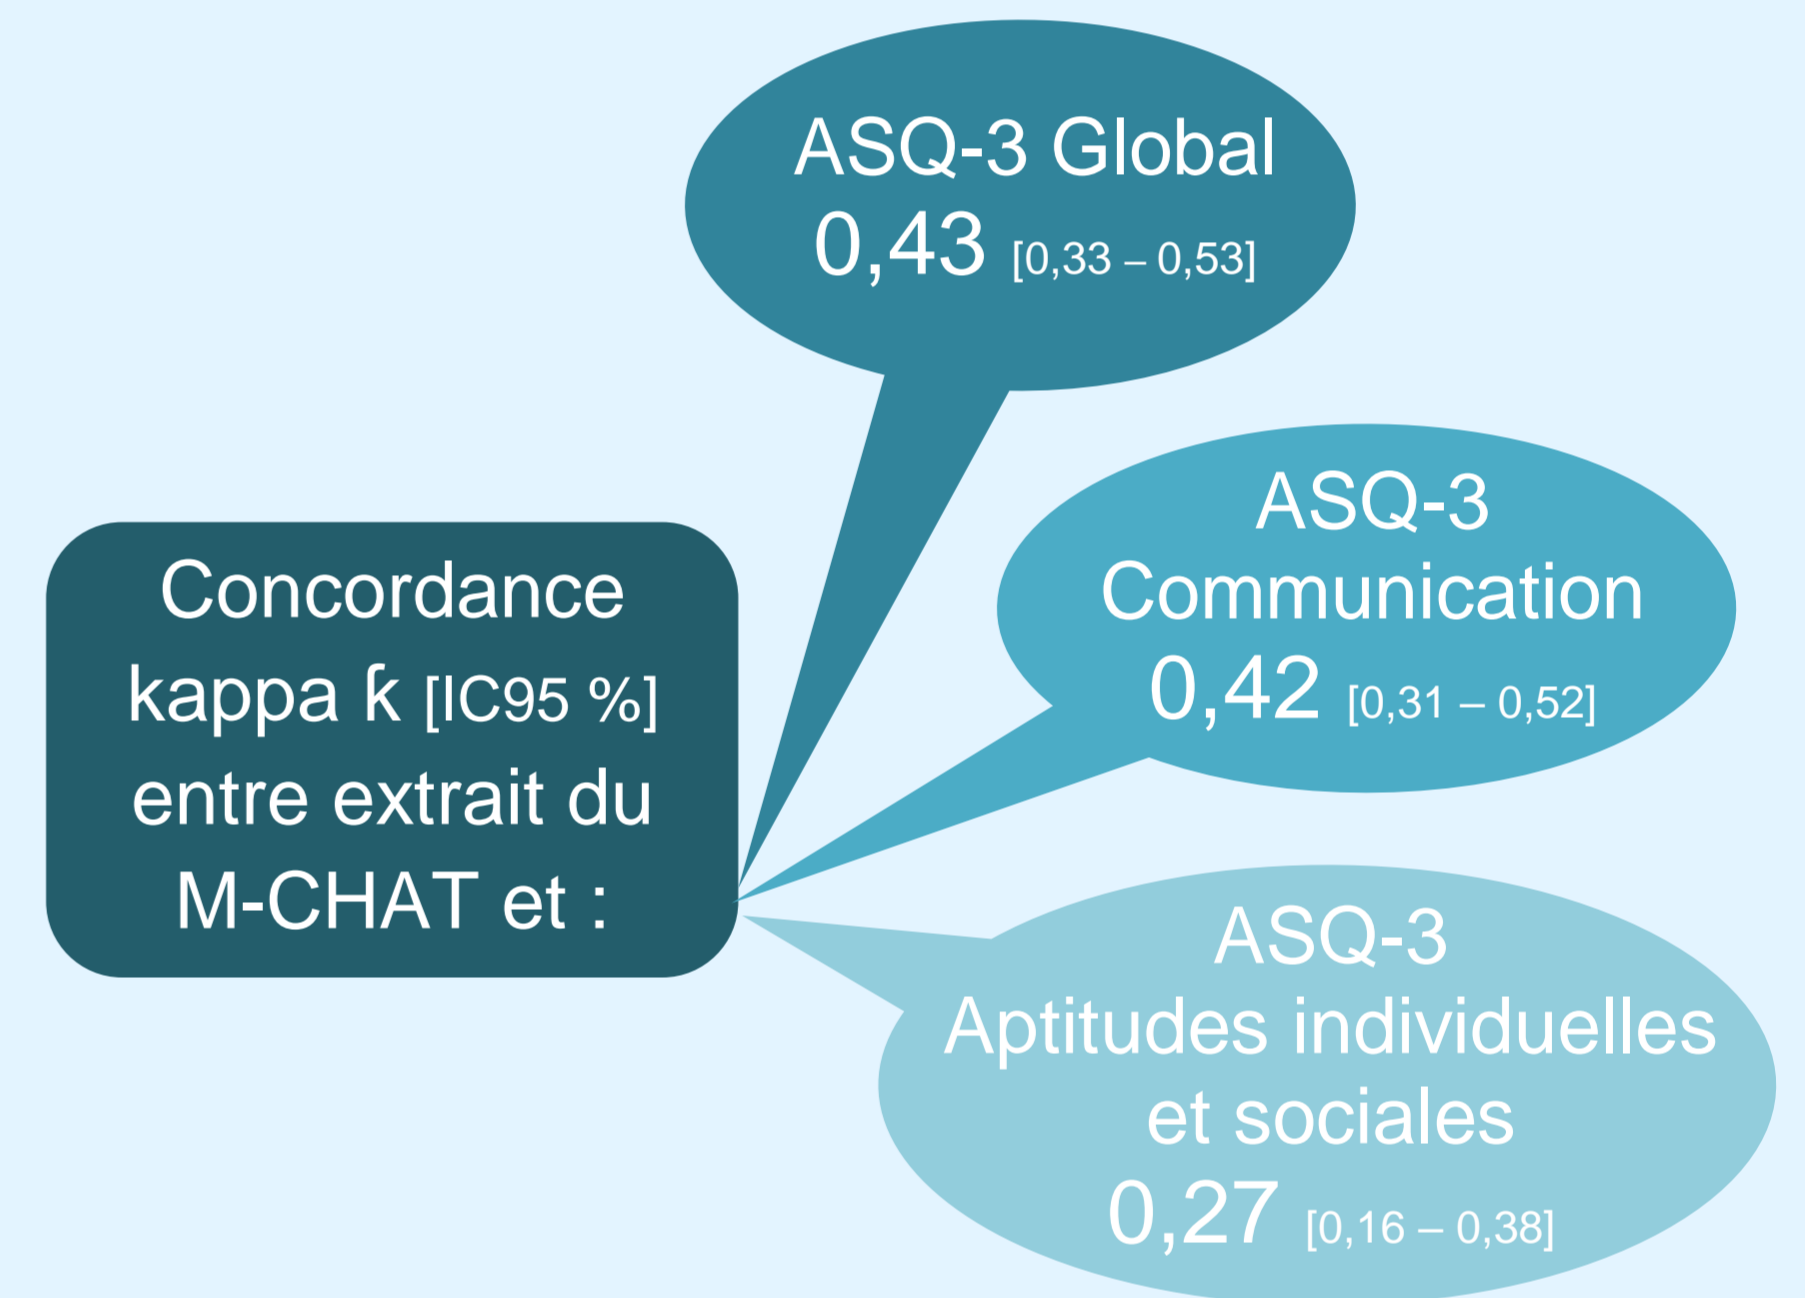 ASQ-3 Global
0,43 [0,33 – 0,53]
ASQ-3
Communication
0,42 [0,31 – 0,52]
Concordance
kappa ƙ [IC95 %]
entre extrait du
M-CHAT et :
ASQ-3
Aptitudes individuelles
et sociales
0,27 [0,16 – 0,38]